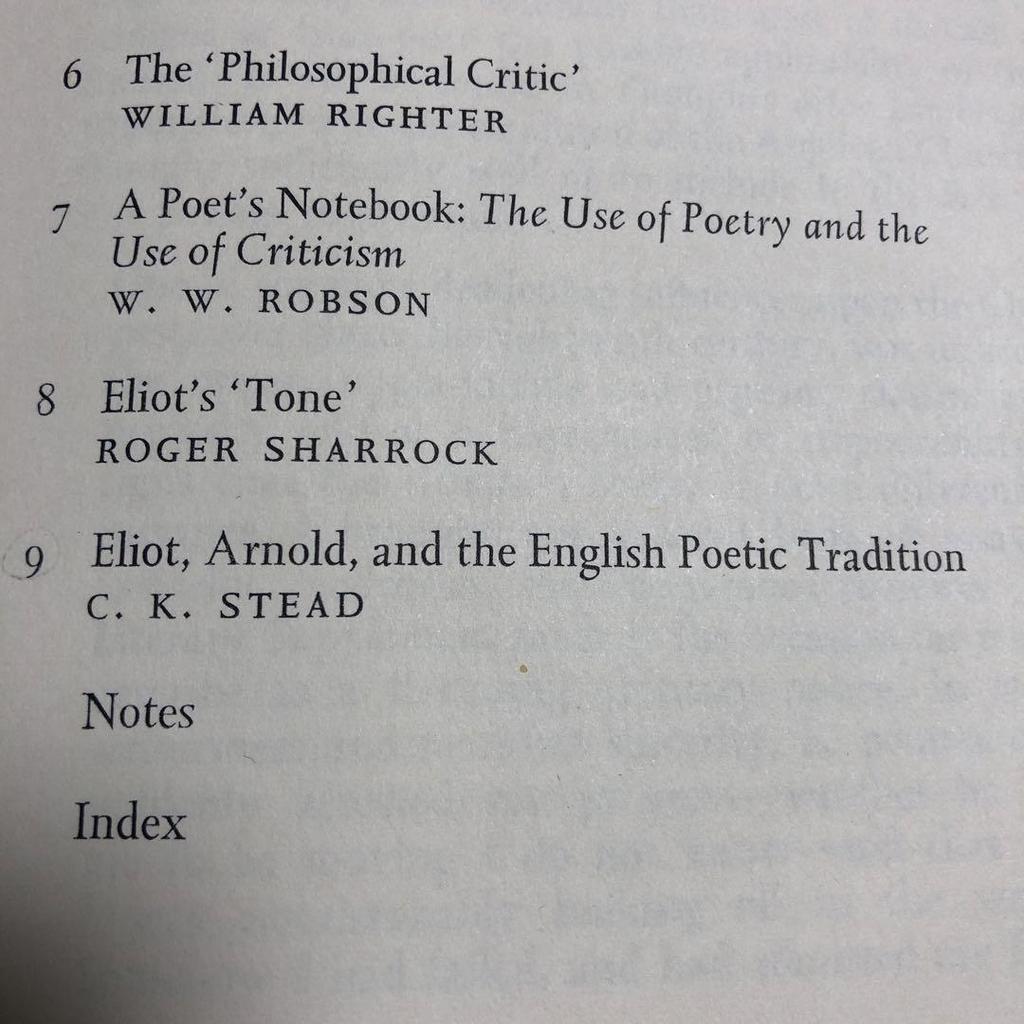 6 The ‘Philosophical Critic’
WILLIAM RIGHTER
7 A Poet’s Notebook: The Use of Poetry and the
Use of Criticism
W. W. ROBSON
8 Eliot’s ‘Tone’
ROGER SHARROCK
9 Eliot, Arnold, and the English Poetic Tradition
C. K. STEAD
Notes
Index